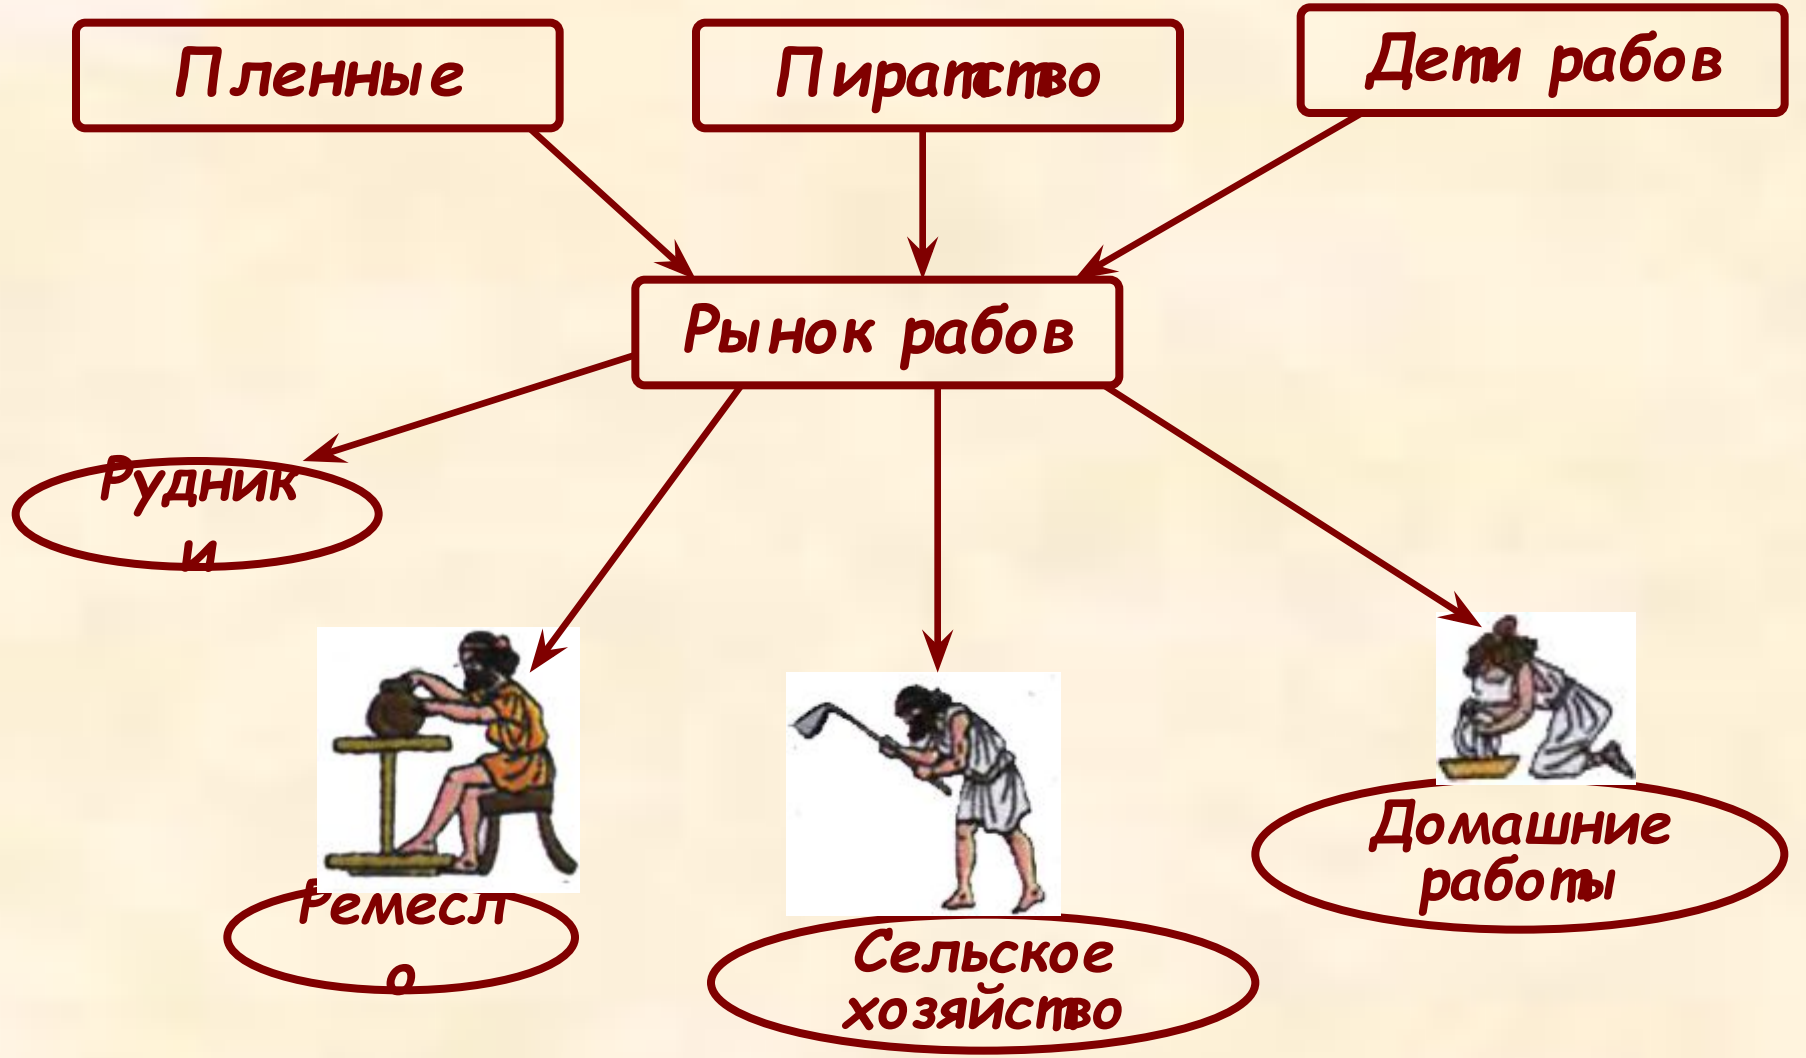 Пленные
Пиратство
Дети рабов
Рынок рабов
Рудник
и
Ремесл
о
Сельское
хозяйство
Домашние
работы